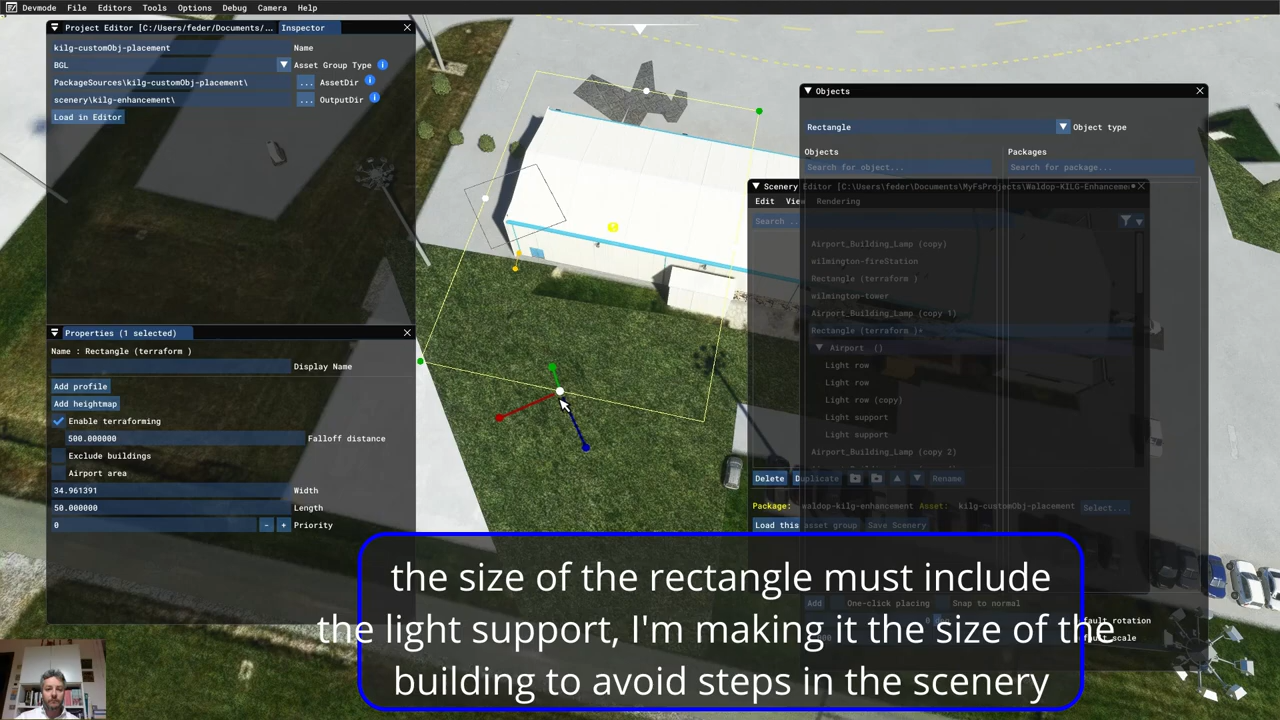 Devmode File Editors Tools Options Debug Camera Help
Project Editor [C:/Users/feder/Documents/... Inspector
kilg-customObj-placement Name
BGL Asset Group Type
PackageSources\kilg-customObj-placement\ ... AssetDir
scenery\kilg-enhancement\ ... OutputDir
Load in Editor
Properties (1 selected)
Name : Rectangle (terraform )
Display Name
Add profile
Add heightmap
Enable terraforming
500.000000 Falloff distance
Exclude buildings
Airport area
34.961391 Width
50.000000 Length
0 - + Priority
Objects
Rectangle Object type
Objects Packages
Search for object... Search for package...
Scenery Editor [C:\Users\feder\Documents\MyFsProjects\Waldop-KILG-Enhanceme
Edit View Rendering
Search ..
Airport_Building_Lamp (copy)
wilmington-fireStation
Rectangle (terraform )
wilmington-tower
Airport_Building_Lamp (copy 1)
Rectangle (terraform )*
Airport ()
Light row
Light row
Light row (copy)
Light support
Light support
Airport_Building_Lamp (copy 2)
Delete Duplicate Rename
Package: waldop-kilg-enhancement Asset: kilg-customObj-placement Select...
Load this asset group Save Scenery
Add One-click placing Snap to normal
fault rotation
fault scale
the size of the rectangle must include
the light support, I'm making it the size of the
building to avoid steps in the scenery